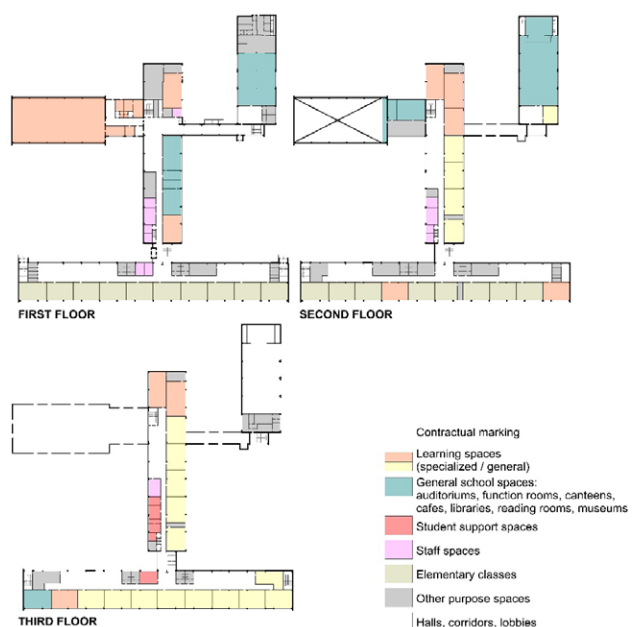 FIRST FLOOR
SECOND FLOOR
THIRD FLOOR
Contractual marking
Learning spaces
(specialized / general)
General school spaces:
auditoriums, function rooms, canteens,
cafes, libraries, reading rooms, museums
Student support spaces
Staff spaces
Elementary classes
Other purpose spaces
Halls, corridors, lobbies